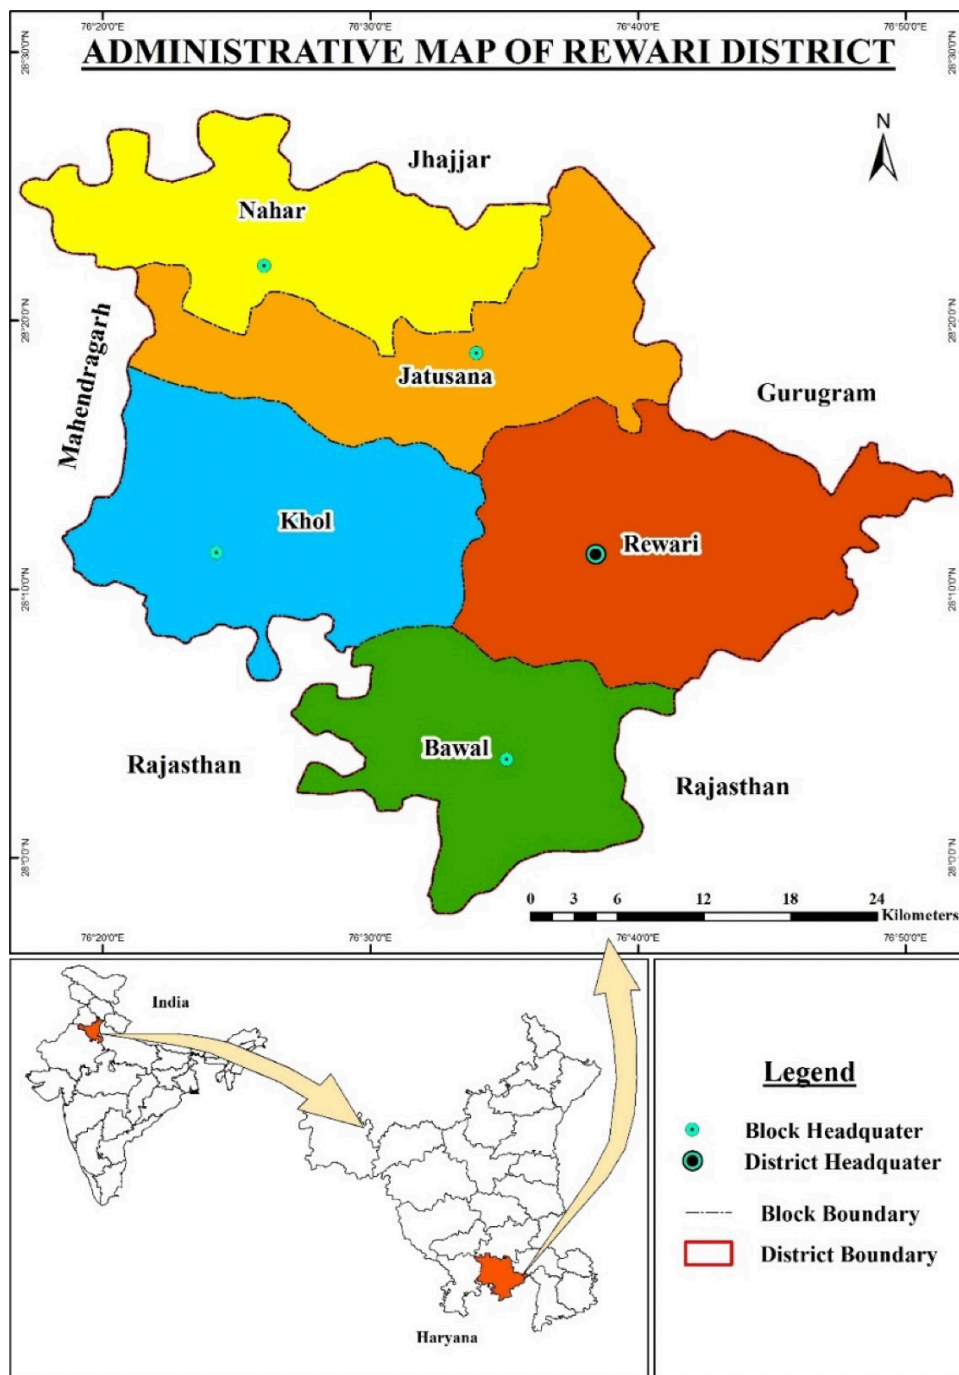 76°20'0"E 76°30'0"E 76°40'0"E 76°50'0"E
28°30'0"N
28°30'0"N
ADMINISTRATIVE MAP OF REWARI DISTRICT
N
Jhajjar
Nahar
28°20'0"N
28°20'0"N
Mahendragarh
Jatusana
Gurugram
Khol
Rewari
28°10'0"N
28°10'0"N
Bawal
Rajasthan
Rajasthan
28°0'0"N
28°0'0"N
0 3 6 12 18 24
Kilometers
76°20'0"E 76°30'0"E 76°40'0"E 76°50'0"E
India
Haryana
Legend
Block Headquater
District Headquater
Block Boundary
District Boundary